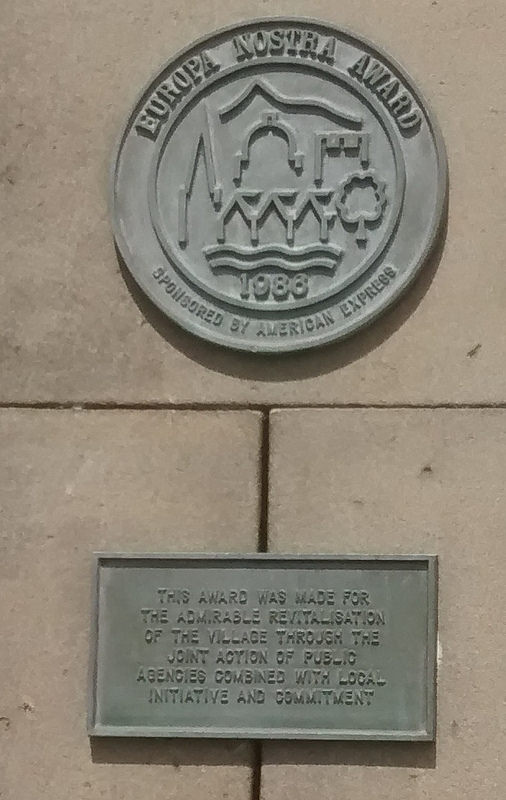 EUROPA NOSTRA AWARD
1986
SPONSORED BY AMERICAN EXPRESS
THIS AWARD WAS MADE FOR
THE ADMIRABLE REVITALISATION
OF THE VILLAGE THROUGH THE
JOINT ACTION OF PUBLIC
AGENCIES COMBINED WITH LOCAL
INITIATIVE AND COMMITMENT